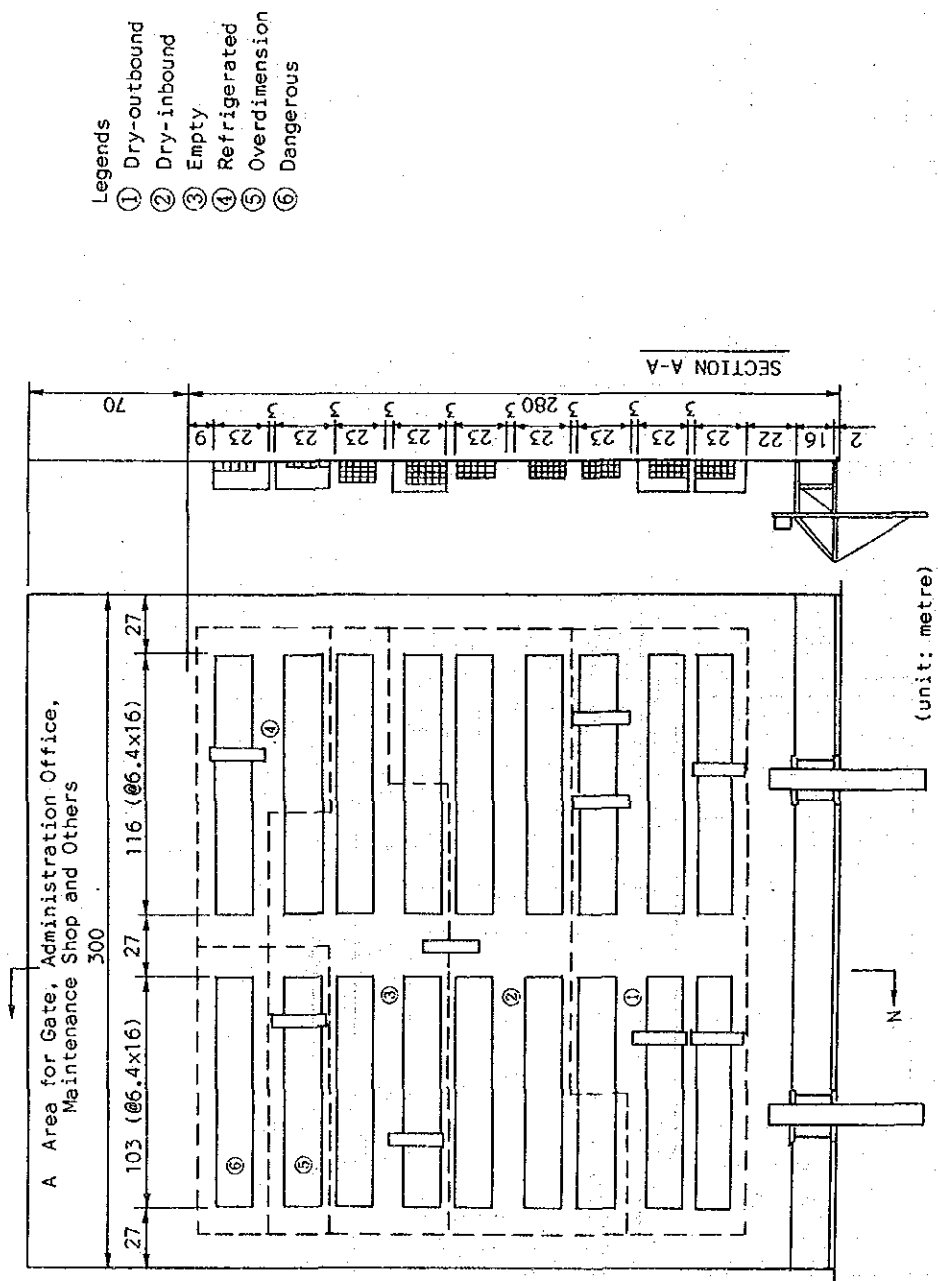 Legends
① Dry-outbound
② Dry-inbound
③ Empty
④ Refrigerated
⑤ Overdimension
⑥ Dangerous
A Area for Gate, Administration Office,
Maintenance Shop and Others
300
27
103 (@6.4x16)
27
116 (@6.4x16)
27
⑥
⑤
④
③
②
①
N
70
280
9
23
3
23
3
23
3
23
3
23
3
23
3
23
3
23
3
23
22
16
2
SECTION A-A
(unit: metre)